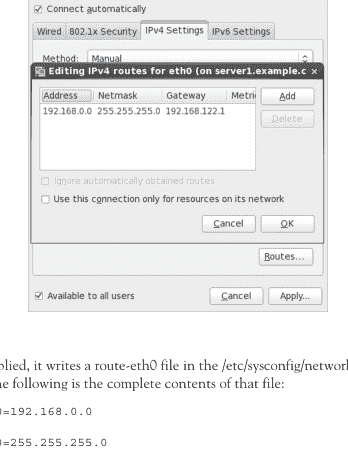 Connect automatically
Wired 802.1x Security IPv4 Settings IPv6 Settings
Method: Manual
Editing IPv4 routes for eth0 (on server1.example.c ×
Address Netmask Gateway Metri Add
192.168.0.0 255.255.255.0 192.168.122.1
Delete
Ignore automatically obtained routes
Use this connection only for resources on its network
Cancel OK
Routes...
Available to all users Cancel Apply...
plied, it writes a route-eth0 file in the /etc/sysconfig/network
he following is the complete contents of that file:
0=192.168.0.0
0=255.255.255.0